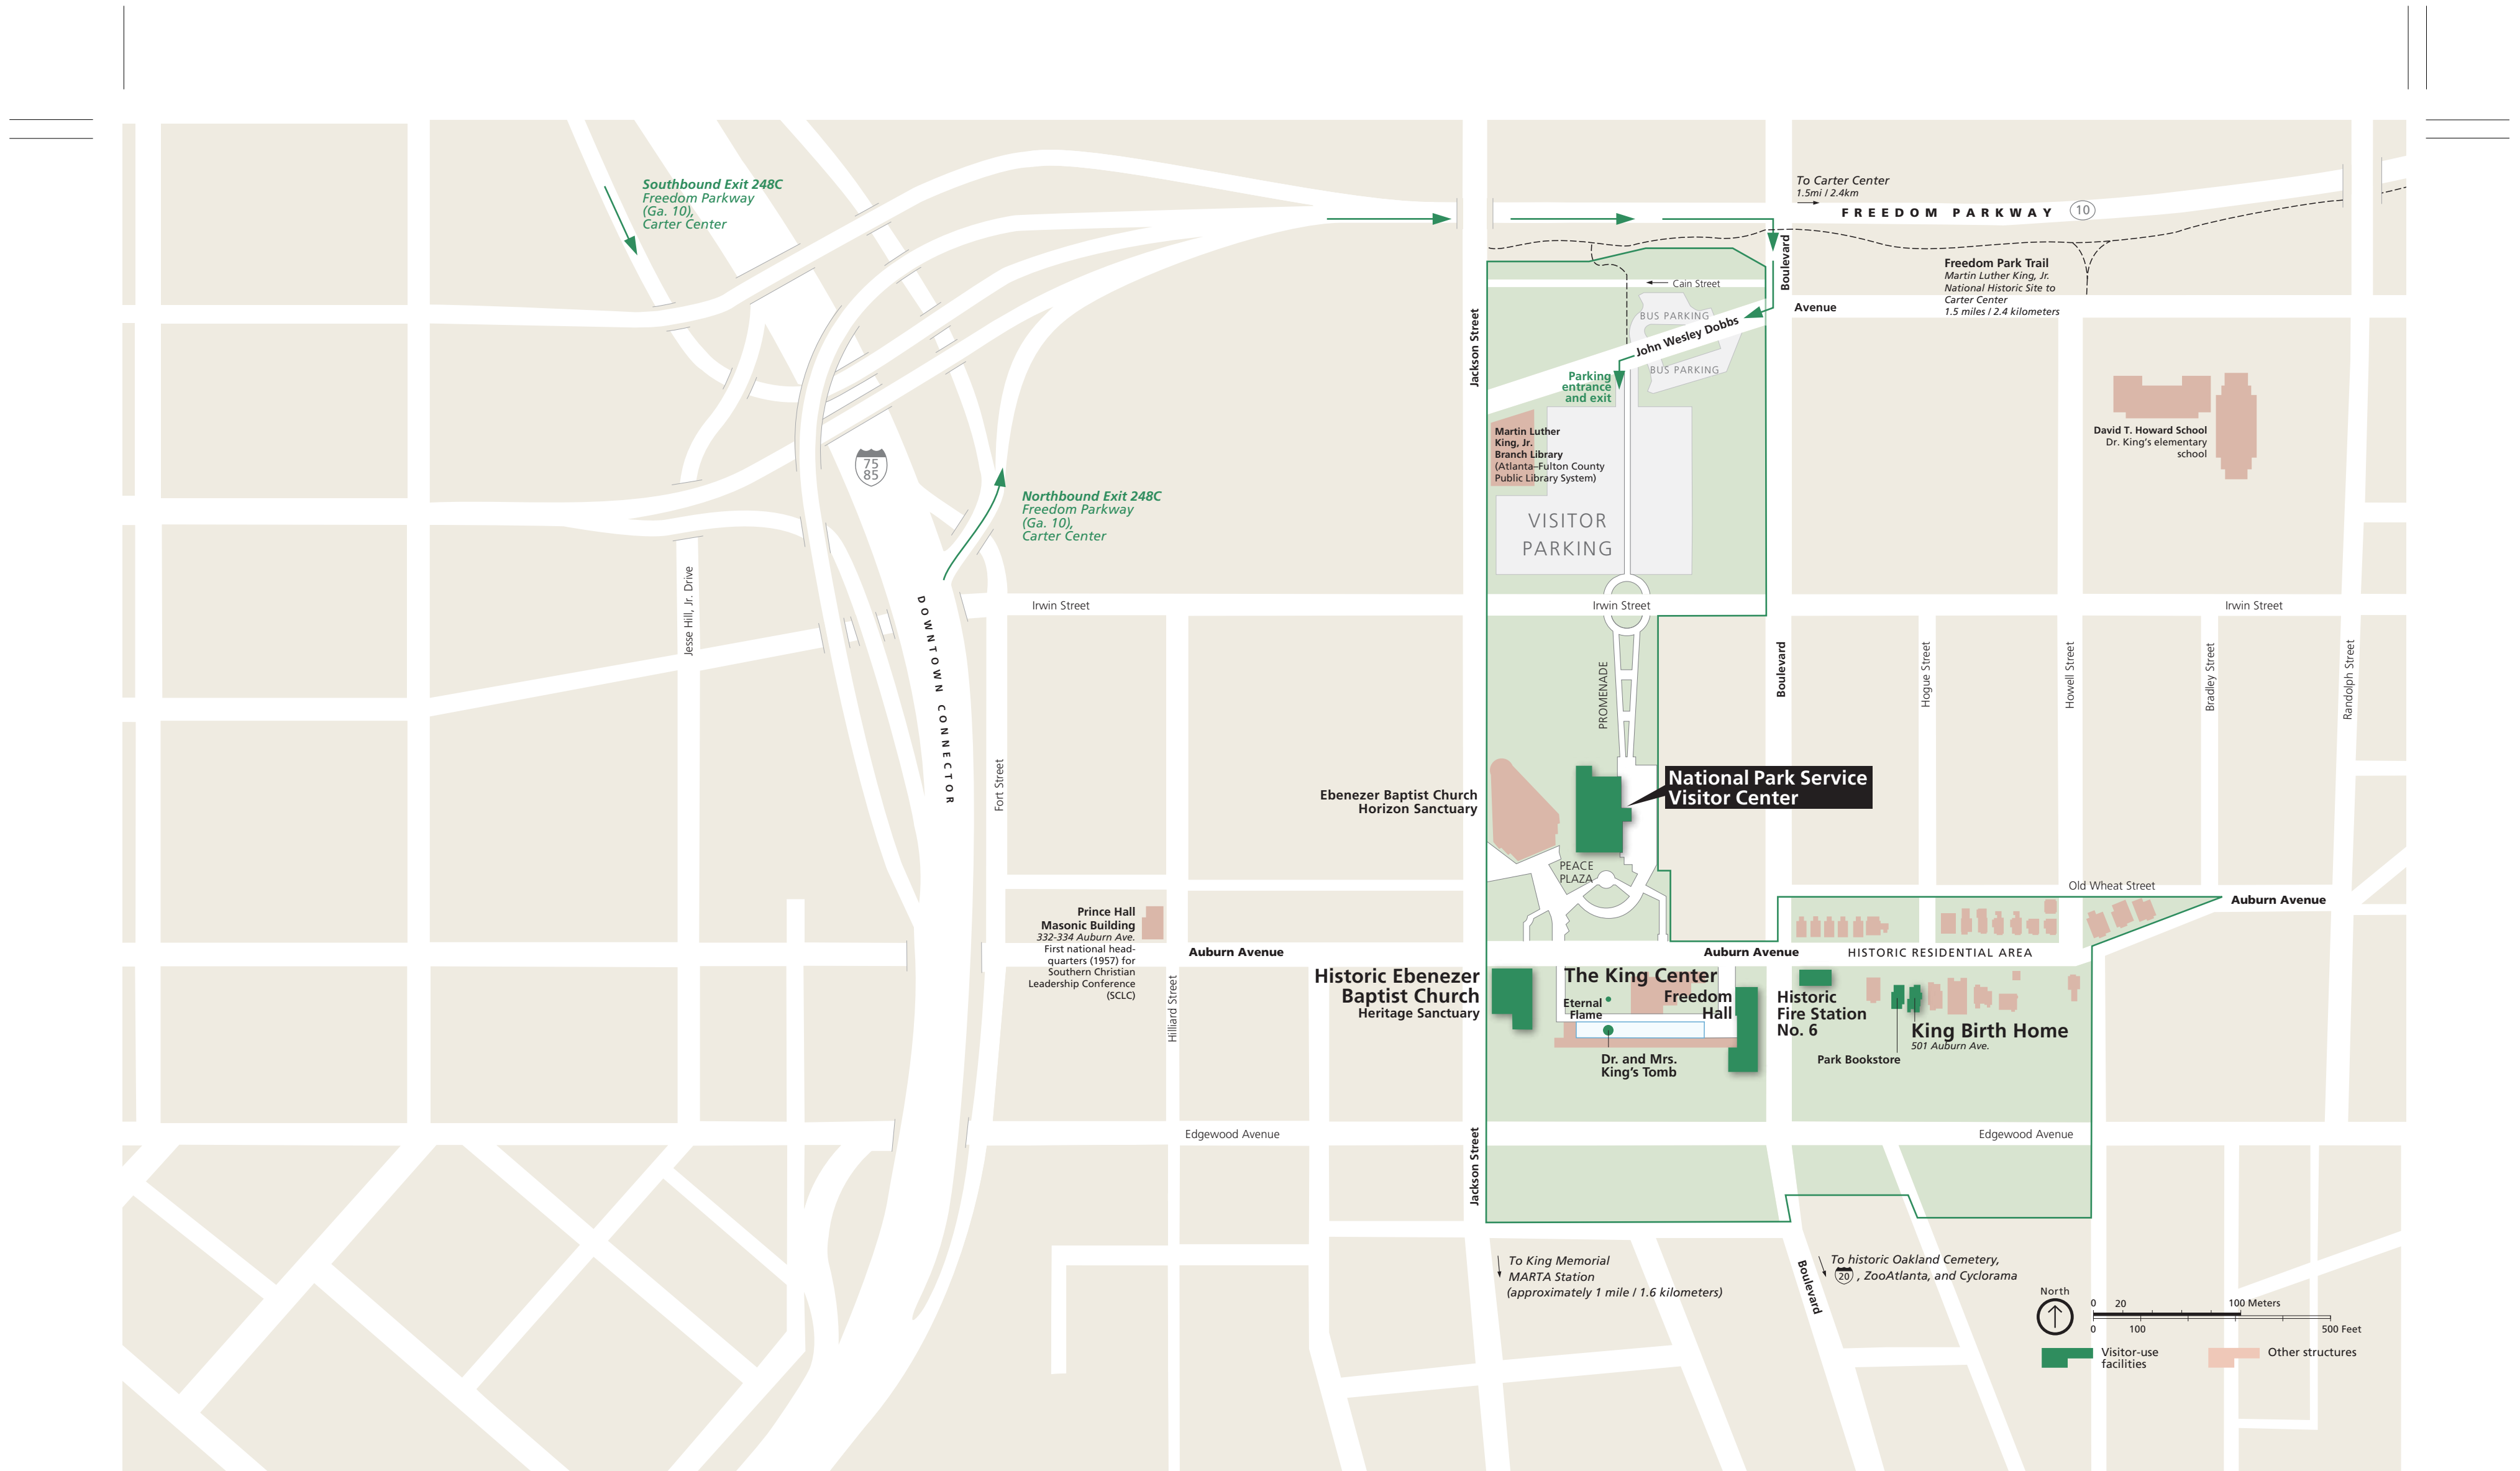 Southbound Exit 248C
Freedom Parkway
(Ga. 10),
Carter Center
To Carter Center
1.5mi / 2.4km
FREEDOM PARKWAY
10
Boulevard
Freedom Park Trail
Martin Luther King, Jr.
National Historic Site to
Carter Center
1.5 miles / 2.4 kilometers
Cain Street
Avenue
BUS PARKING
John Wesley Dobbs
Jackson Street
BUS PARKING
Parking
entrance
and exit
Martin Luther
King, Jr.
Branch Library
(Atlanta–Fulton County
Public Library System)
David T. Howard School
Dr. King's elementary
school
75
85
Northbound Exit 248C
Freedom Parkway
(Ga. 10),
Carter Center
VISITOR
PARKING
Jesse Hill, Jr. Drive
DOWNTOWN CONNECTOR
Irwin Street
Irwin Street
Irwin Street
PROMENADE
Boulevard
Hogue Street
Howell Street
Bradley Street
Randolph Street
Fort Street
National Park Service
Visitor Center
Ebenezer Baptist Church
Horizon Sanctuary
PEACE
PLAZA
Old Wheat Street
Auburn Avenue
Prince Hall
Masonic Building
332-334 Auburn Ave.
First national head-
quarters (1957) for
Southern Christian
Leadership Conference
(SCLC)
Auburn Avenue
Auburn Avenue
HISTORIC RESIDENTIAL AREA
Hilliard Street
Historic Ebenezer
Baptist Church
Heritage Sanctuary
The King Center
Eternal
Flame
Freedom
Hall
Dr. and Mrs.
King's Tomb
Historic
Fire Station
No. 6
King Birth Home
501 Auburn Ave.
Park Bookstore
Edgewood Avenue
Edgewood Avenue
Jackson Street
To King Memorial
MARTA Station
(approximately 1 mile / 1.6 kilometers)
Boulevard
To historic Oakland Cemetery,
20 , ZooAtlanta, and Cyclorama
North
0 20 100 Meters
0 100 500 Feet
Visitor-use
facilities
Other structures